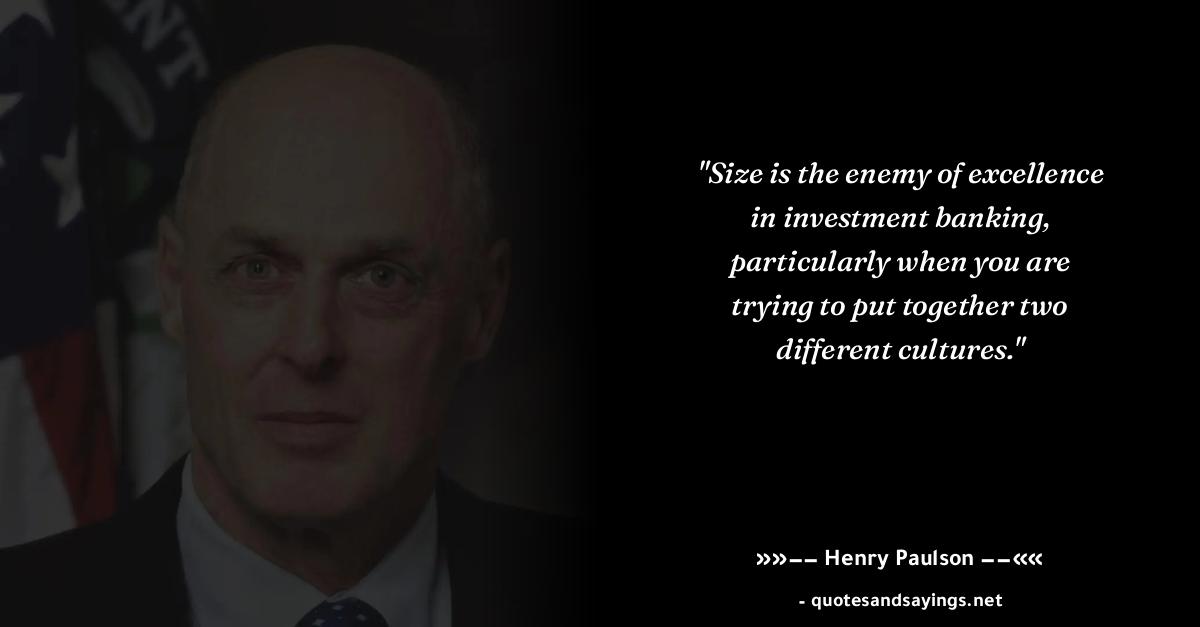 NT
"Size is the enemy of excellence
in investment banking,
particularly when you are
trying to put together two
different cultures."
»»–– Henry Paulson ––««
- quotesandsayings.net